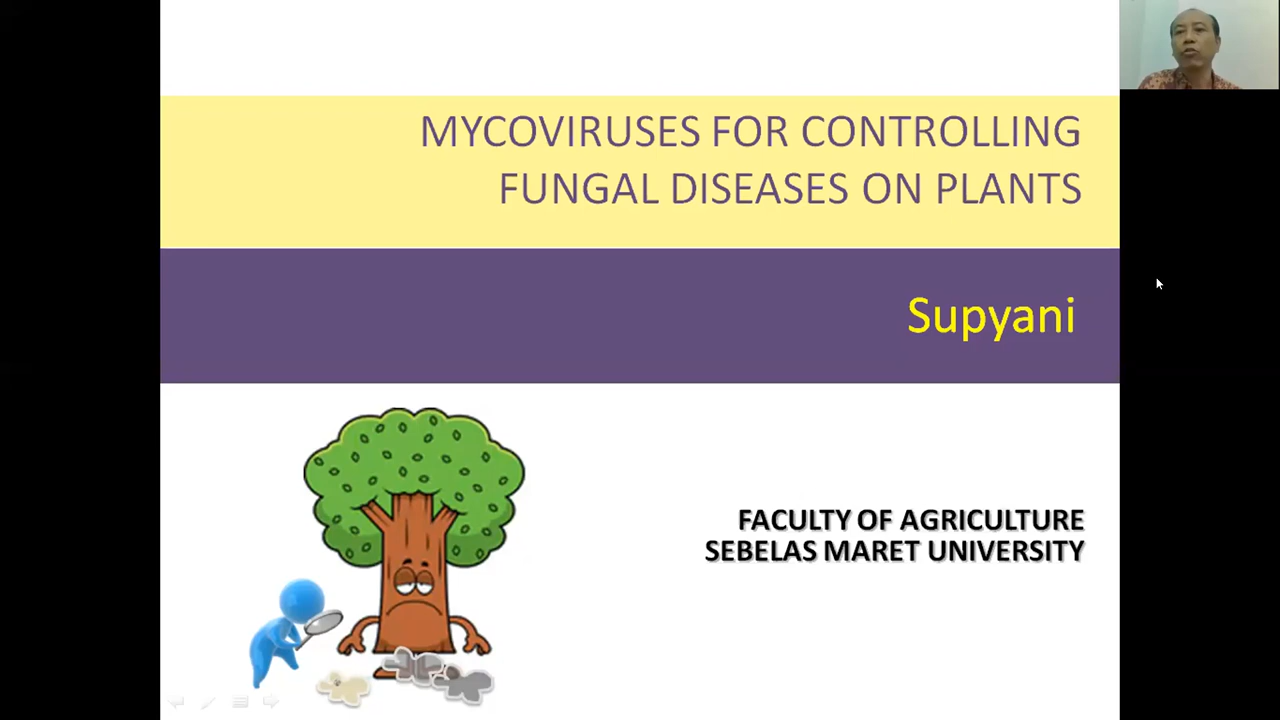 MYCOVIRUSES FOR CONTROLLING
FUNGAL DISEASES ON PLANTS
Supyani
FACULTY OF AGRICULTURE
SEBELAS MARET UNIVERSITY